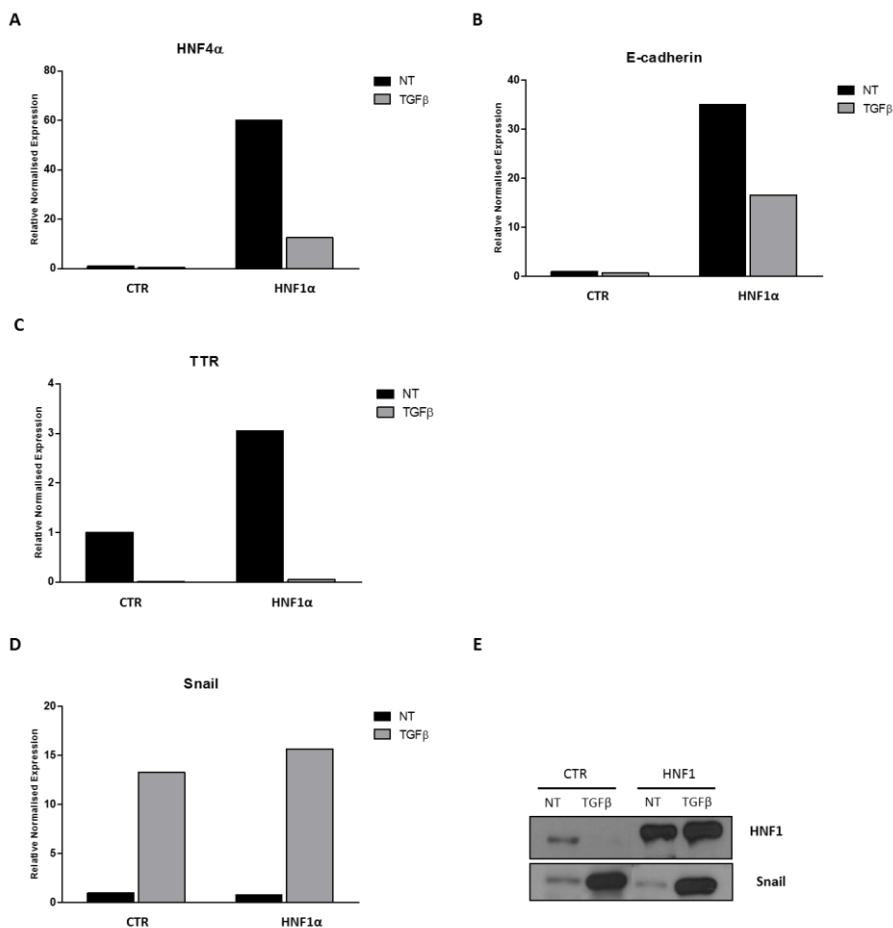 A
HNF4α
Relative Normalised Expression
80
60
40
20
0
CTR
HNF1α
NT
TGFβ
B
E-cadherin
Relative Normalised Expression
40
30
20
10
0
CTR
HNF1α
NT
TGFβ
C
TTR
Relative Normalised Expression
4
3
2
1
0
CTR
HNF1α
NT
TGFβ
D
Snail
Relative Normalised Expression
20
15
10
5
0
CTR
HNF1α
NT
TGFβ
E
CTR HNF1
NT TGFβ NT TGFβ
HNF1
Snail